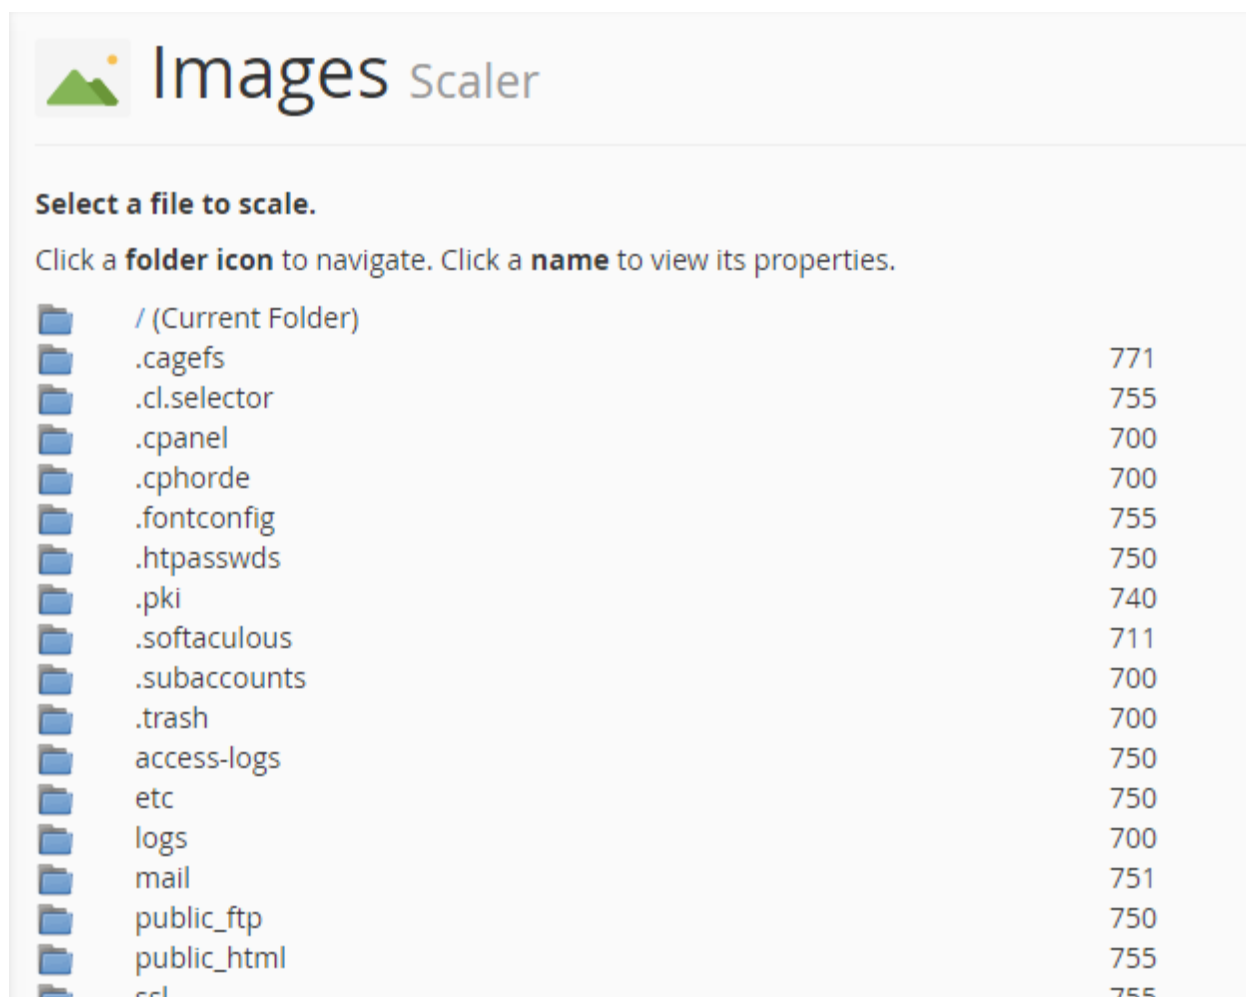 Images Scaler
Select a file to scale.
Click a folder icon to navigate. Click a name to view its properties.
/ (Current Folder)
.cagefs 771
.cl.selector 755
.cpanel 700
.cphorde 700
.fontconfig 755
.htpasswds 750
.pki 740
.softaculous 711
.subaccounts 700
.trash 700
access-logs 750
etc 750
logs 700
mail 751
public_ftp 750
public_html 755
ssl 755